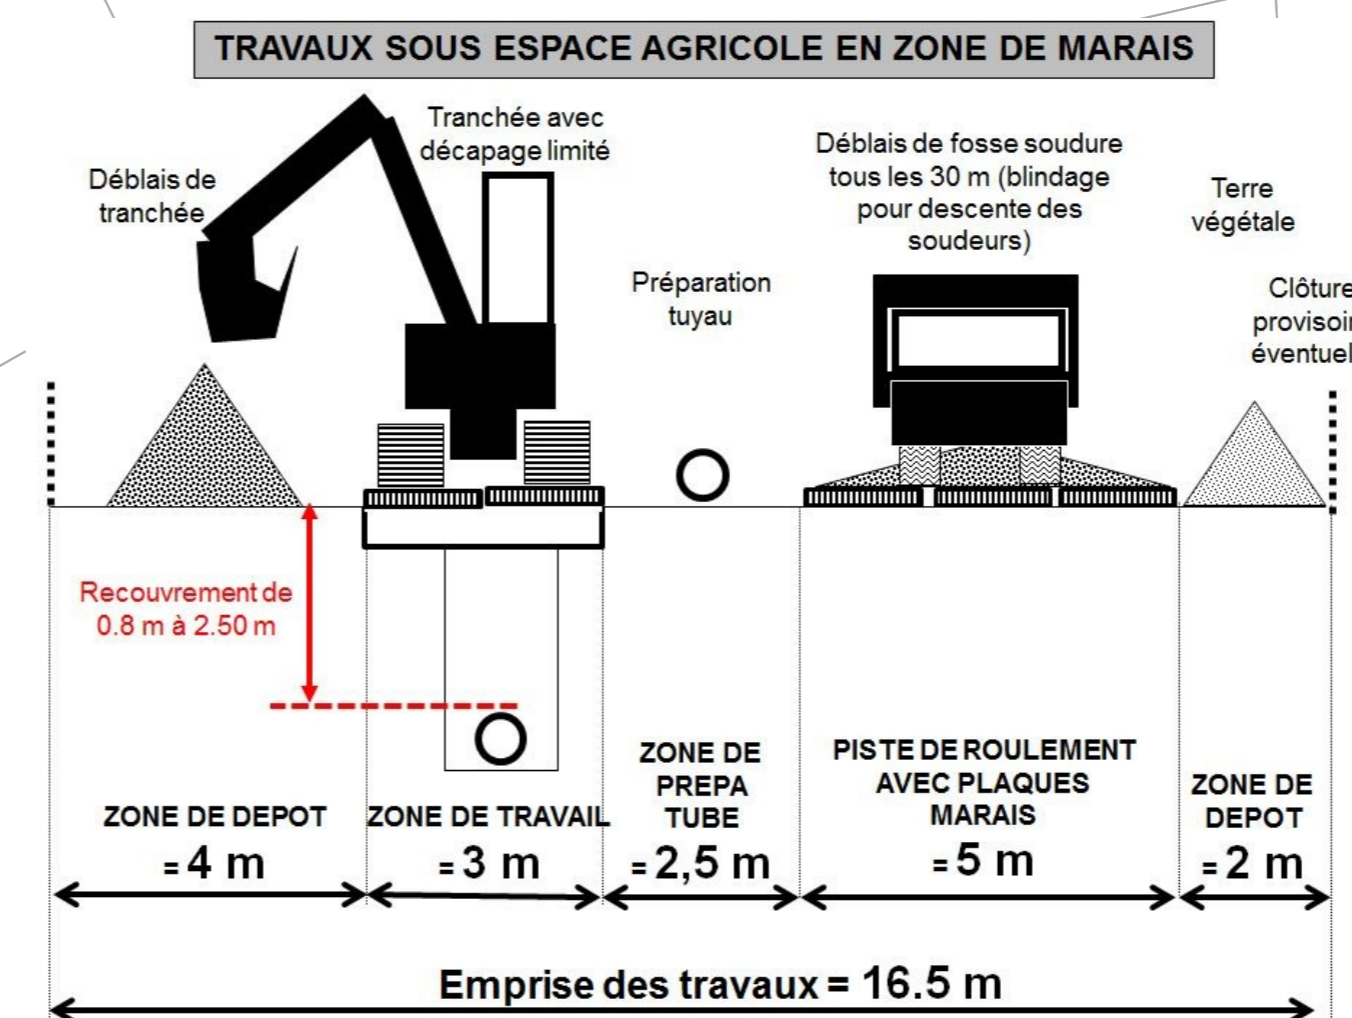 TRAVAUX SOUS ESPACE AGRICOLE EN ZONE DE MARAIS
Déblais de
tranchée
Tranchée avec
décapage limité
Préparation
tuyau
Déblais de fosse soudure
tous les 30 m (blindage
pour descente des
soudeurs)
Terre
végétale
Clôture
provisoir
éventuel
Recouvrement de
0.8 m à 2.50 m
ZONE DE DEPOT
= 4 m
ZONE DE TRAVAIL
= 3 m
ZONE DE
PREPA
TUBE
= 2,5 m
PISTE DE ROULEMENT
AVEC PLAQUES
MARAIS
= 5 m
ZONE DE
DEPOT
= 2 m
Emprise des travaux = 16.5 m